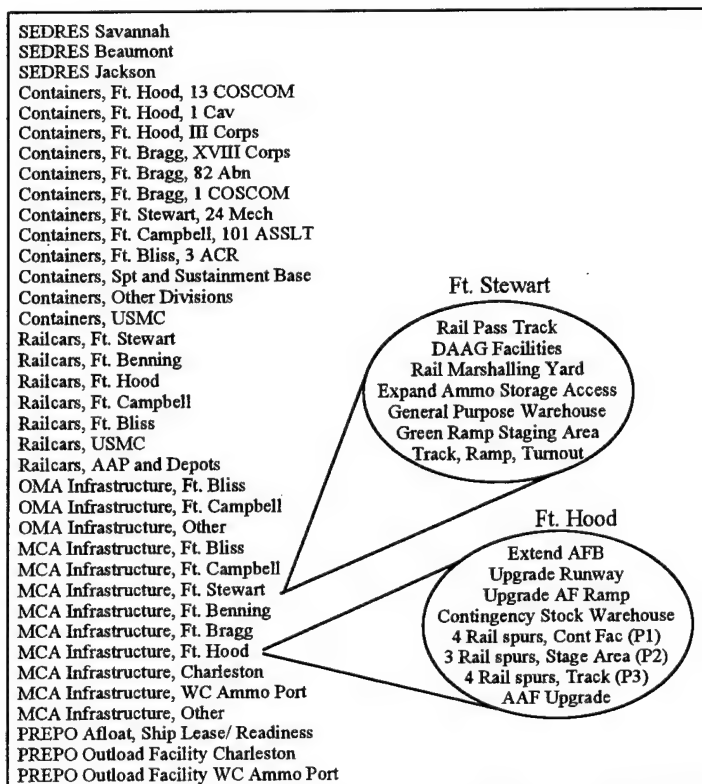 SEDRES Savannah
SEDRES Beaumont
SEDRES Jackson
Containers, Ft. Hood, 13 COSCOM
Containers, Ft. Hood, 1 Cav
Containers, Ft. Hood, III Corps
Containers, Ft. Bragg, XVIII Corps
Containers, Ft. Bragg, 82 Abn
Containers, Ft. Bragg, 1 COSCOM
Containers, Ft. Stewart, 24 Mech
Containers, Ft. Campbell, 101 ASSLT
Containers, Ft. Bliss, 3 ACR
Containers, Spt and Sustainment Base
Containers, Other Divisions
Containers, USMC
Railcars, Ft. Stewart
Railcars, Ft. Benning
Railcars, Ft. Hood
Railcars, Ft. Campbell
Railcars, Ft. Bliss
Railcars, USMC
Railcars, AAP and Depots
OMA Infrastructure, Ft. Bliss
OMA Infrastructure, Ft. Campbell
OMA Infrastructure, Other
MCA Infrastructure, Ft. Bliss
MCA Infrastructure, Ft. Campbell
MCA Infrastructure, Ft. Stewart
MCA Infrastructure, Ft. Benning
MCA Infrastructure, Ft. Bragg
MCA Infrastructure, Ft. Hood
MCA Infrastructure, Charleston
MCA Infrastructure, WC Ammo Port
MCA Infrastructure, Other
PREPO Afloat, Ship Lease/ Readiness
PREPO Outload Facility Charleston
PREPO Outload Facility WC Ammo Port
Ft. Stewart
Rail Pass Track
DAAG Facilities
Rail Marshalling Yard
Expand Ammo Storage Access
General Purpose Warehouse
Green Ramp Staging Area
Track, Ramp, Turnout
Ft. Hood
Extend AFB
Upgrade Runway
Upgrade AF Ramp
Contingency Stock Warehouse
4 Rail spurs, Cont Fac (P1)
3 Rail spurs, Stage Area (P2)
4 Rail spurs, Track (P3)
AAF Upgrade